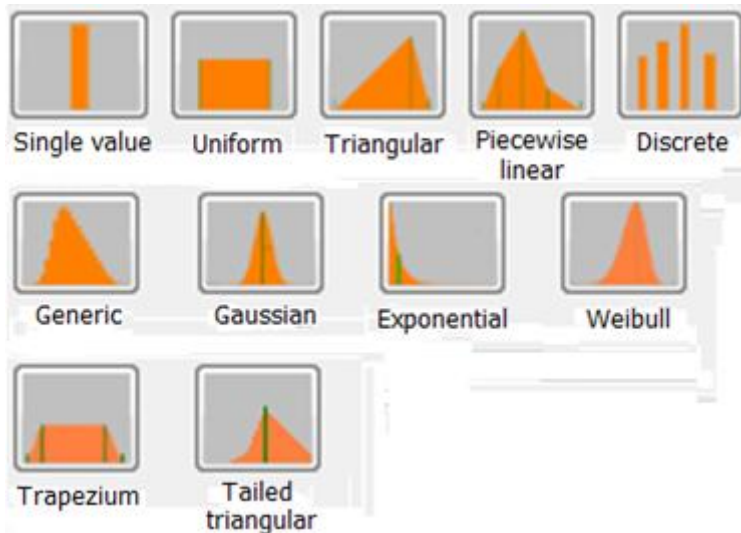 Single value
Uniform
Triangular
Piecewise
linear
Discrete
Generic
Gaussian
Exponential
Weibull
Trapezium
Tailed
triangular